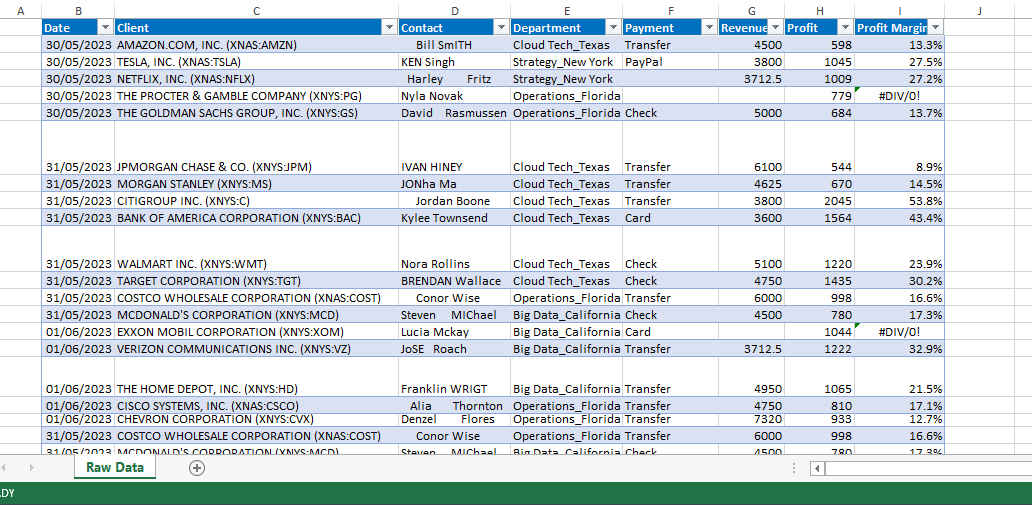 A B C D E F G H I J
Date Client Contact Department Payment Revenue Profit Profit Margin
30/05/2023 AMAZON.COM, INC. (XNAS:AMZN) Bill SmITH Cloud Tech_Texas Transfer 4500 598 13.3%
30/05/2023 TESLA, INC. (XNAS:TSLA) KEN Singh Strategy_New York PayPal 3800 1045 27.5%
30/05/2023 NETFLIX, INC. (XNAS:NFLX) Harley Fritz Strategy_New York 3712.5 1009 27.2%
30/05/2023 THE PROCTER & GAMBLE COMPANY (XNYS:PG) Nyla Novak Operations_Florida 779 #DIV/0!
30/05/2023 THE GOLDMAN SACHS GROUP, INC. (XNYS:GS) David Rasmussen Operations_Florida Check 5000 684 13.7%
31/05/2023 JPMORGAN CHASE & CO. (XNYS:JPM) IVAN HINEY Cloud Tech_Texas Transfer 6100 544 8.9%
31/05/2023 MORGAN STANLEY (XNYS:MS) JONha Ma Cloud Tech_Texas Transfer 4625 670 14.5%
31/05/2023 CITIGROUP INC. (XNYS:C) Jordan Boone Cloud Tech_Texas Transfer 3800 2045 53.8%
31/05/2023 BANK OF AMERICA CORPORATION (XNYS:BAC) Kylee Townsend Cloud Tech_Texas Card 3600 1564 43.4%
31/05/2023 WALMART INC. (XNYS:WMT) Nora Rollins Cloud Tech_Texas Check 5100 1220 23.9%
31/05/2023 TARGET CORPORATION (XNYS:TGT) BRENDAN Wallace Cloud Tech_Texas Check 4750 1435 30.2%
31/05/2023 COSTCO WHOLESALE CORPORATION (XNAS:COST) Conor Wise Operations_Florida Transfer 6000 998 16.6%
31/05/2023 MCDONALD'S CORPORATION (XNYS:MCD) Steven MIChael Big Data_California Check 4500 780 17.3%
01/06/2023 EXXON MOBIL CORPORATION (XNYS:XOM) Lucia Mckay Big Data_California Card 1044 #DIV/0!
01/06/2023 VERIZON COMMUNICATIONS INC. (XNYS:VZ) JoSE Roach Big Data_California Transfer 3712.5 1222 32.9%
01/06/2023 THE HOME DEPOT, INC. (XNYS:HD) Franklin WRIGT Big Data_California Transfer 4950 1065 21.5%
01/06/2023 CISCO SYSTEMS, INC. (XNAS:CSCO) Alia Thornton Operations_Florida Transfer 4750 810 17.1%
01/06/2023 CHEVRON CORPORATION (XNYS:CVX) Denzel Flores Operations_Florida Transfer 7320 933 12.7%
31/05/2023 COSTCO WHOLESALE CORPORATION (XNAS:COST) Conor Wise Operations_Florida Transfer 6000 998 16.6%
31/05/2023 MCDONALD'S CORPORATION (XNYS:MCD) Steven MIChael Big Data_California Check 4500 780 17.3%
Raw Data
DY